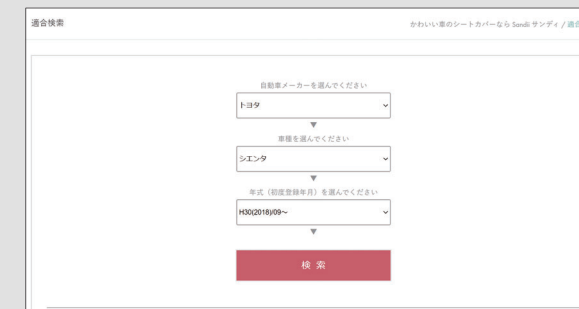 適合検索
かわいい車のシートカバーなら Sandii サンディ / 適合
自動車メーカーを選んでください
トヨタ
▼
車種を選んでください
シエンタ
▼
年式（初度登録年月）を選んでください
H30(2018)/09～
▼
検 索